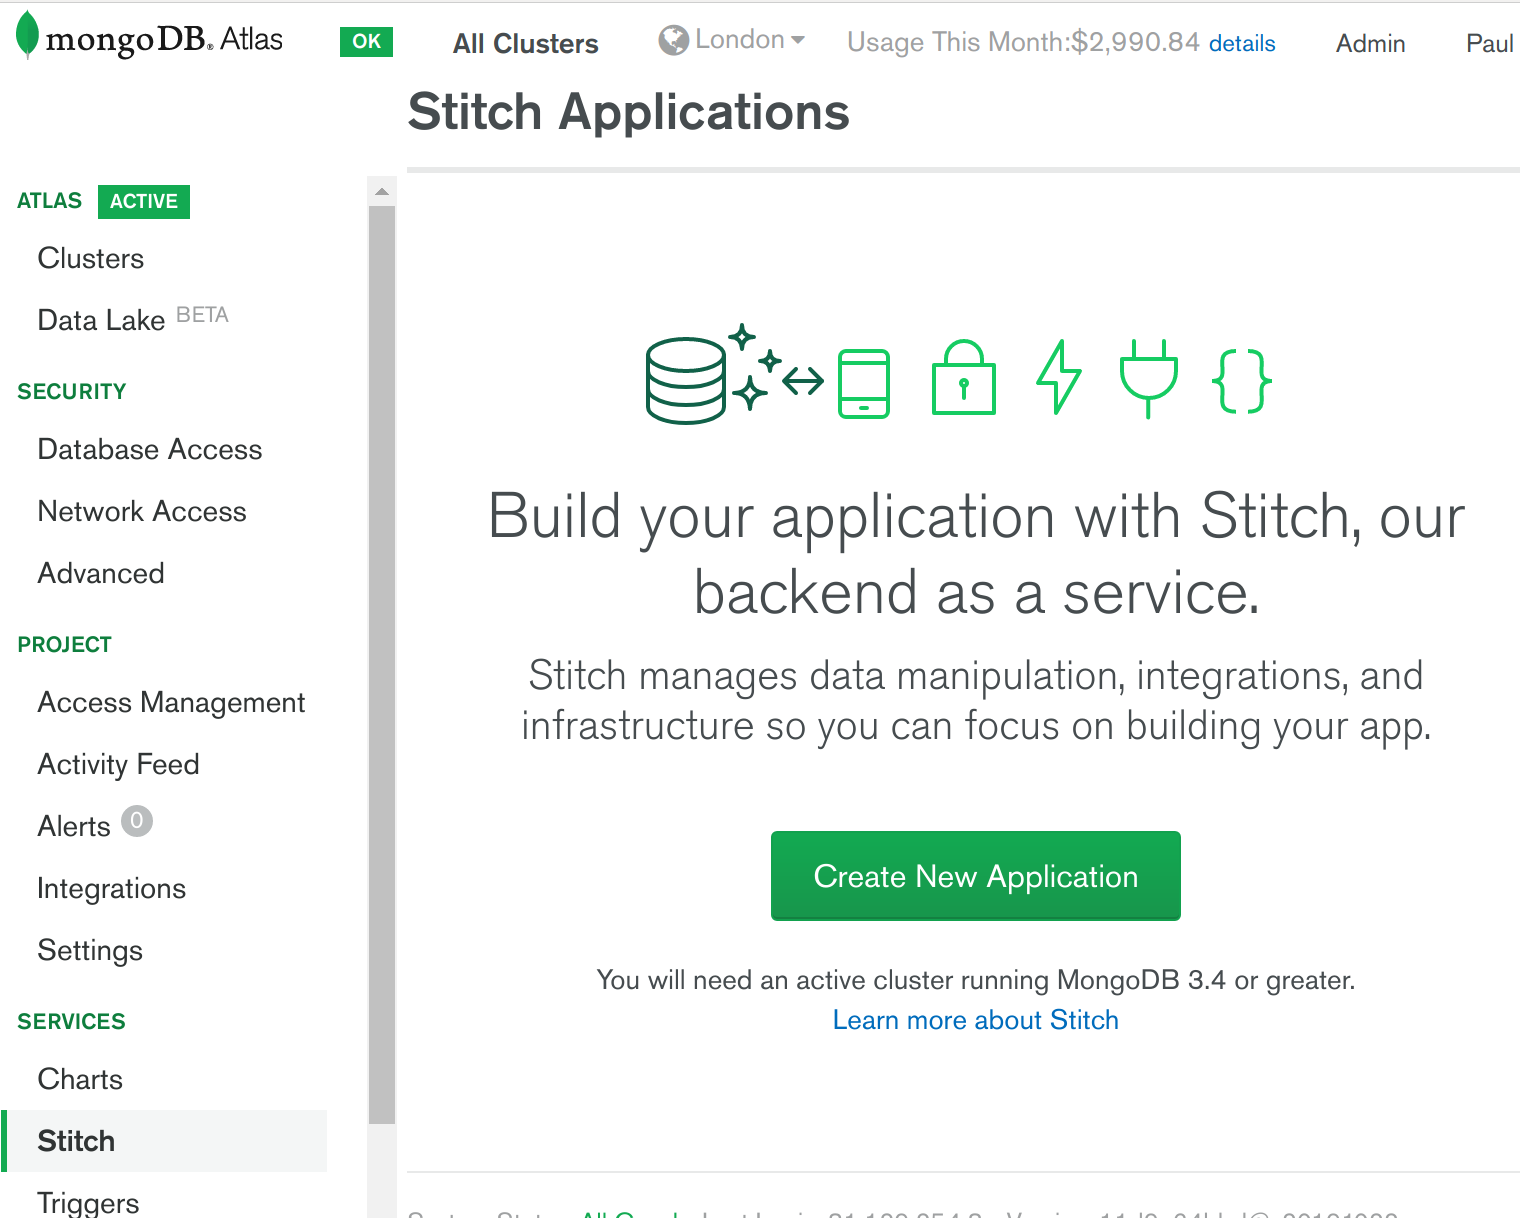 mongoDB® Atlas
OK
All Clusters
London
Usage This Month:$2,990.84 details
Admin
Paul
Stitch Applications
ATLAS ACTIVE
Clusters
Data Lake BETA
SECURITY
Database Access
Network Access
Advanced
PROJECT
Access Management
Activity Feed
Alerts 0
Integrations
Settings
SERVICES
Charts
Stitch
Triggers
Build your application with Stitch, our
backend as a service.
Stitch manages data manipulation, integrations, and
infrastructure so you can focus on building your app.
Create New Application
You will need an active cluster running MongoDB 3.4 or greater.
Learn more about Stitch